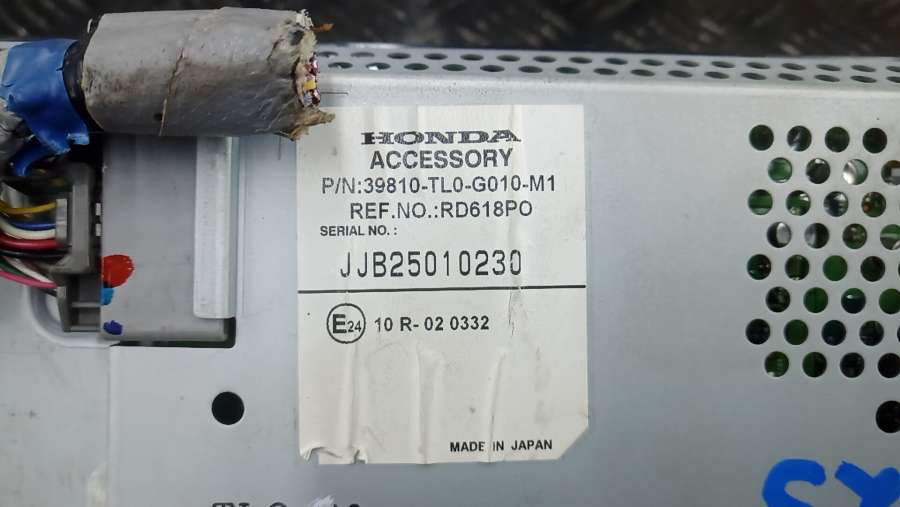 HONDA
ACCESSORY
P/N:39810-TL0-G010-M1
REF.NO.:RD618PO
SERIAL NO.:
JJB25010230
E24 10 R-02 0332
MADE IN JAPAN